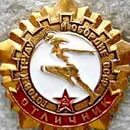 ГОТОВ К ТРУДУ И ОБОРОНЕ СССР
ОТЛИЧНИК